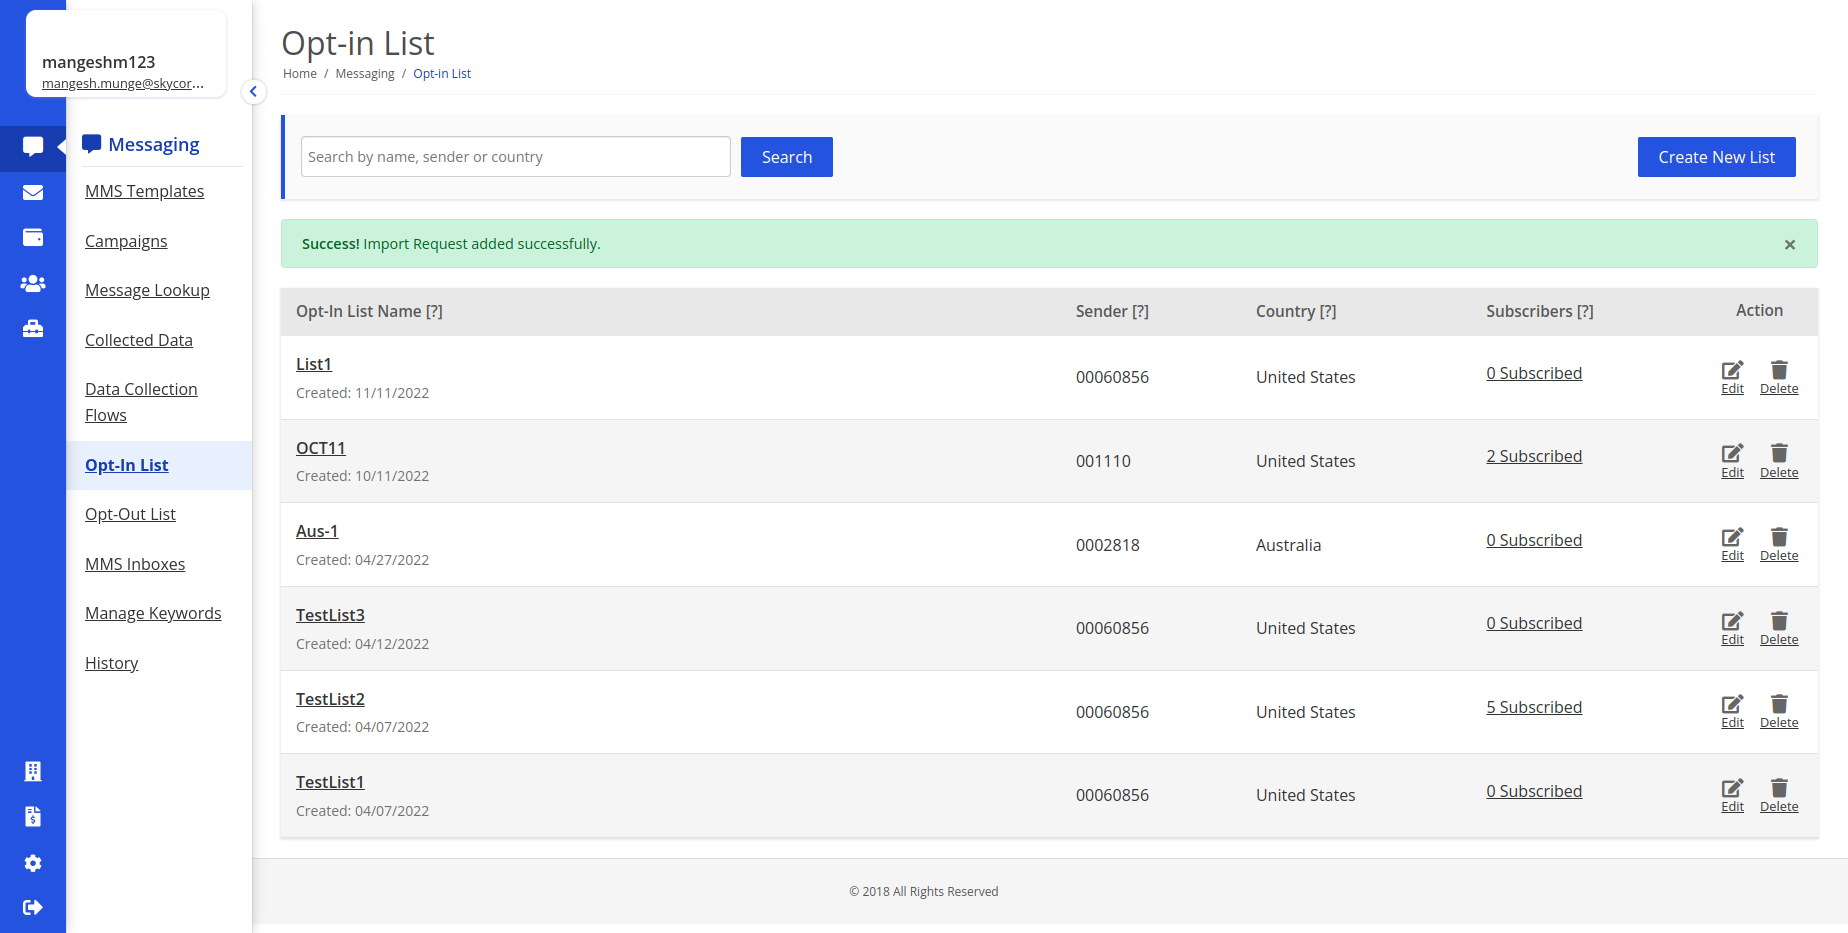 mangeshm123
mangesh.munge@skycor...
Messaging
MMS Templates
Campaigns
Message Lookup
Collected Data
Data Collection
Flows
Opt-In List
Opt-Out List
MMS Inboxes
Manage Keywords
History
Opt-in List
Home / Messaging / Opt-in List
Search by name, sender or country
Search
Create New List
Success! Import Request added successfully.
×
Opt-In List Name [?] Sender [?] Country [?] Subscribers [?] Action
List1
Created: 11/11/2022
00060856 United States 0 Subscribed Edit Delete
OCT11
Created: 10/11/2022
001110 United States 2 Subscribed Edit Delete
Aus-1
Created: 04/27/2022
0002818 Australia 0 Subscribed Edit Delete
TestList3
Created: 04/12/2022
00060856 United States 0 Subscribed Edit Delete
TestList2
Created: 04/07/2022
00060856 United States 5 Subscribed Edit Delete
TestList1
Created: 04/07/2022
00060856 United States 0 Subscribed Edit Delete
© 2018 All Rights Reserved